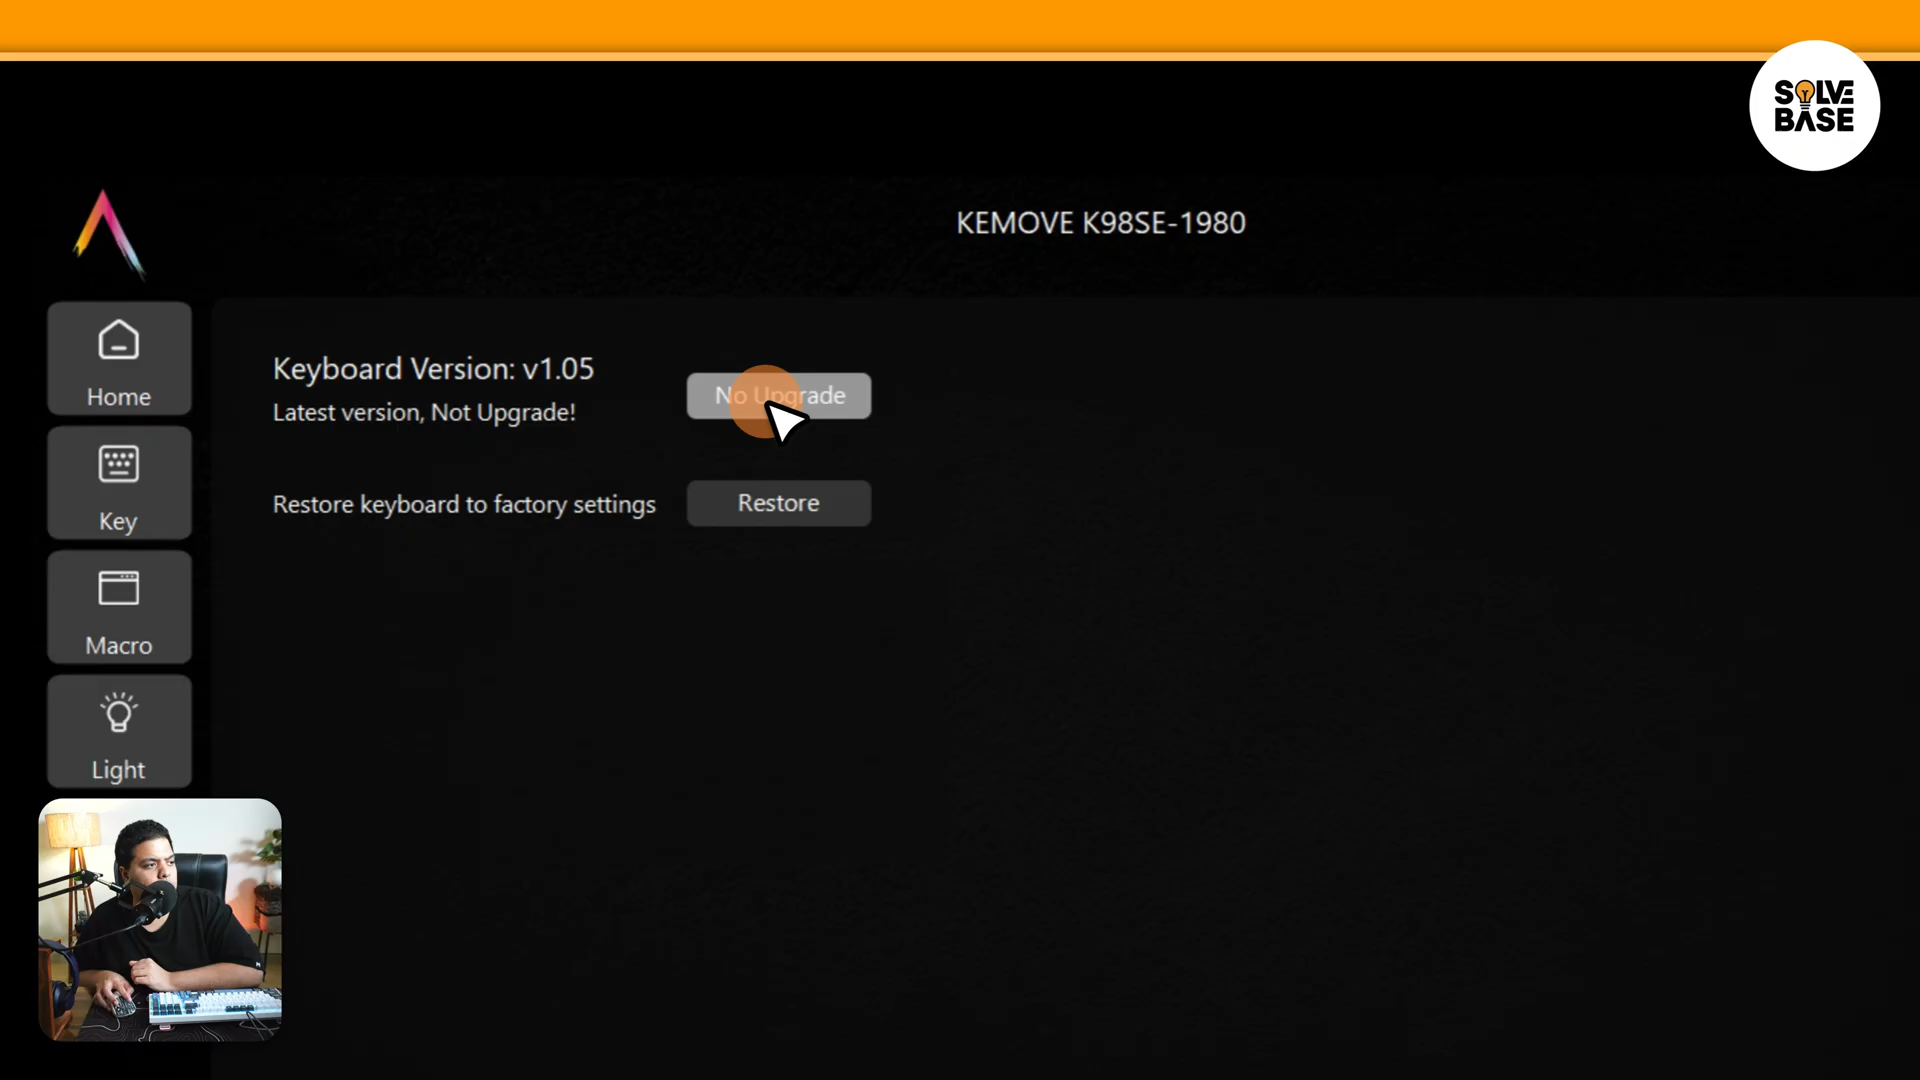 SOLVE
BASE
KEMOVE K98SE-1980
Home
Keyboard Version: v1.05
Latest version, Not Upgrade!
No Upgrade
Key
Restore keyboard to factory settings
Restore
Macro
Light